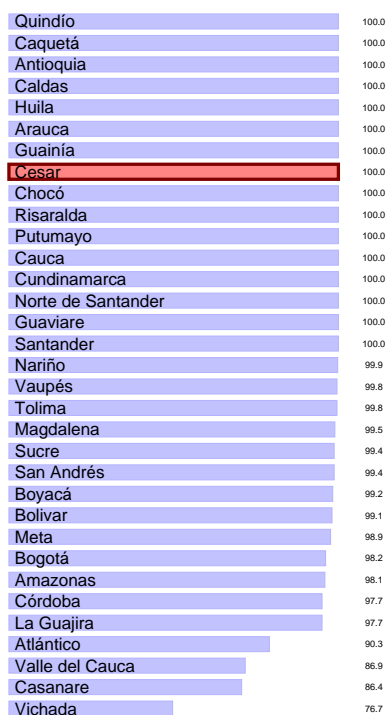 Quindío 100.0
Caquetá 100.0
Antioquia 100.0
Caldas 100.0
Huila 100.0
Arauca 100.0
Guainía 100.0
Cesar 100.0
Chocó 100.0
Risaralda 100.0
Putumayo 100.0
Cauca 100.0
Cundinamarca 100.0
Norte de Santander 100.0
Guaviare 100.0
Santander 100.0
Nariño 99.9
Vaupés 99.8
Tolima 99.8
Magdalena 99.5
Sucre 99.4
San Andrés 99.4
Boyacá 99.2
Bolivar 99.1
Meta 98.9
Bogotá 98.2
Amazonas 98.1
Córdoba 97.7
La Guajira 97.7
Atlántico 90.3
Valle del Cauca 86.9
Casanare 86.4
Vichada 76.7